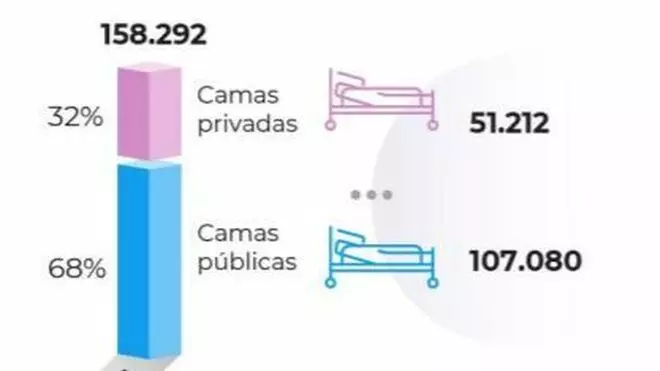 158.292
32%
Camas
privadas
51.212
68%
Camas
públicas
107.080